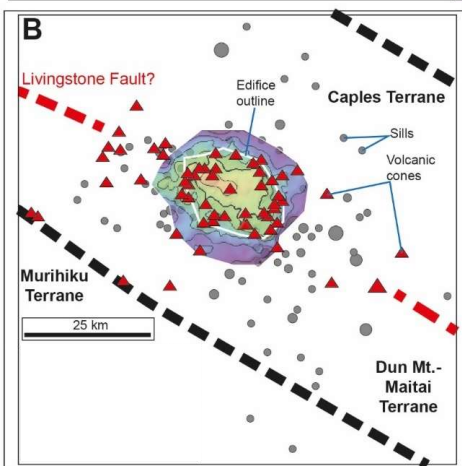 B
Livingstone Fault?
Edifice
outline
Caples Terrane
Sills
Volcanic
cones
Murihiku
Terrane
25 km
Dun Mt.-
Maitai
Terrane